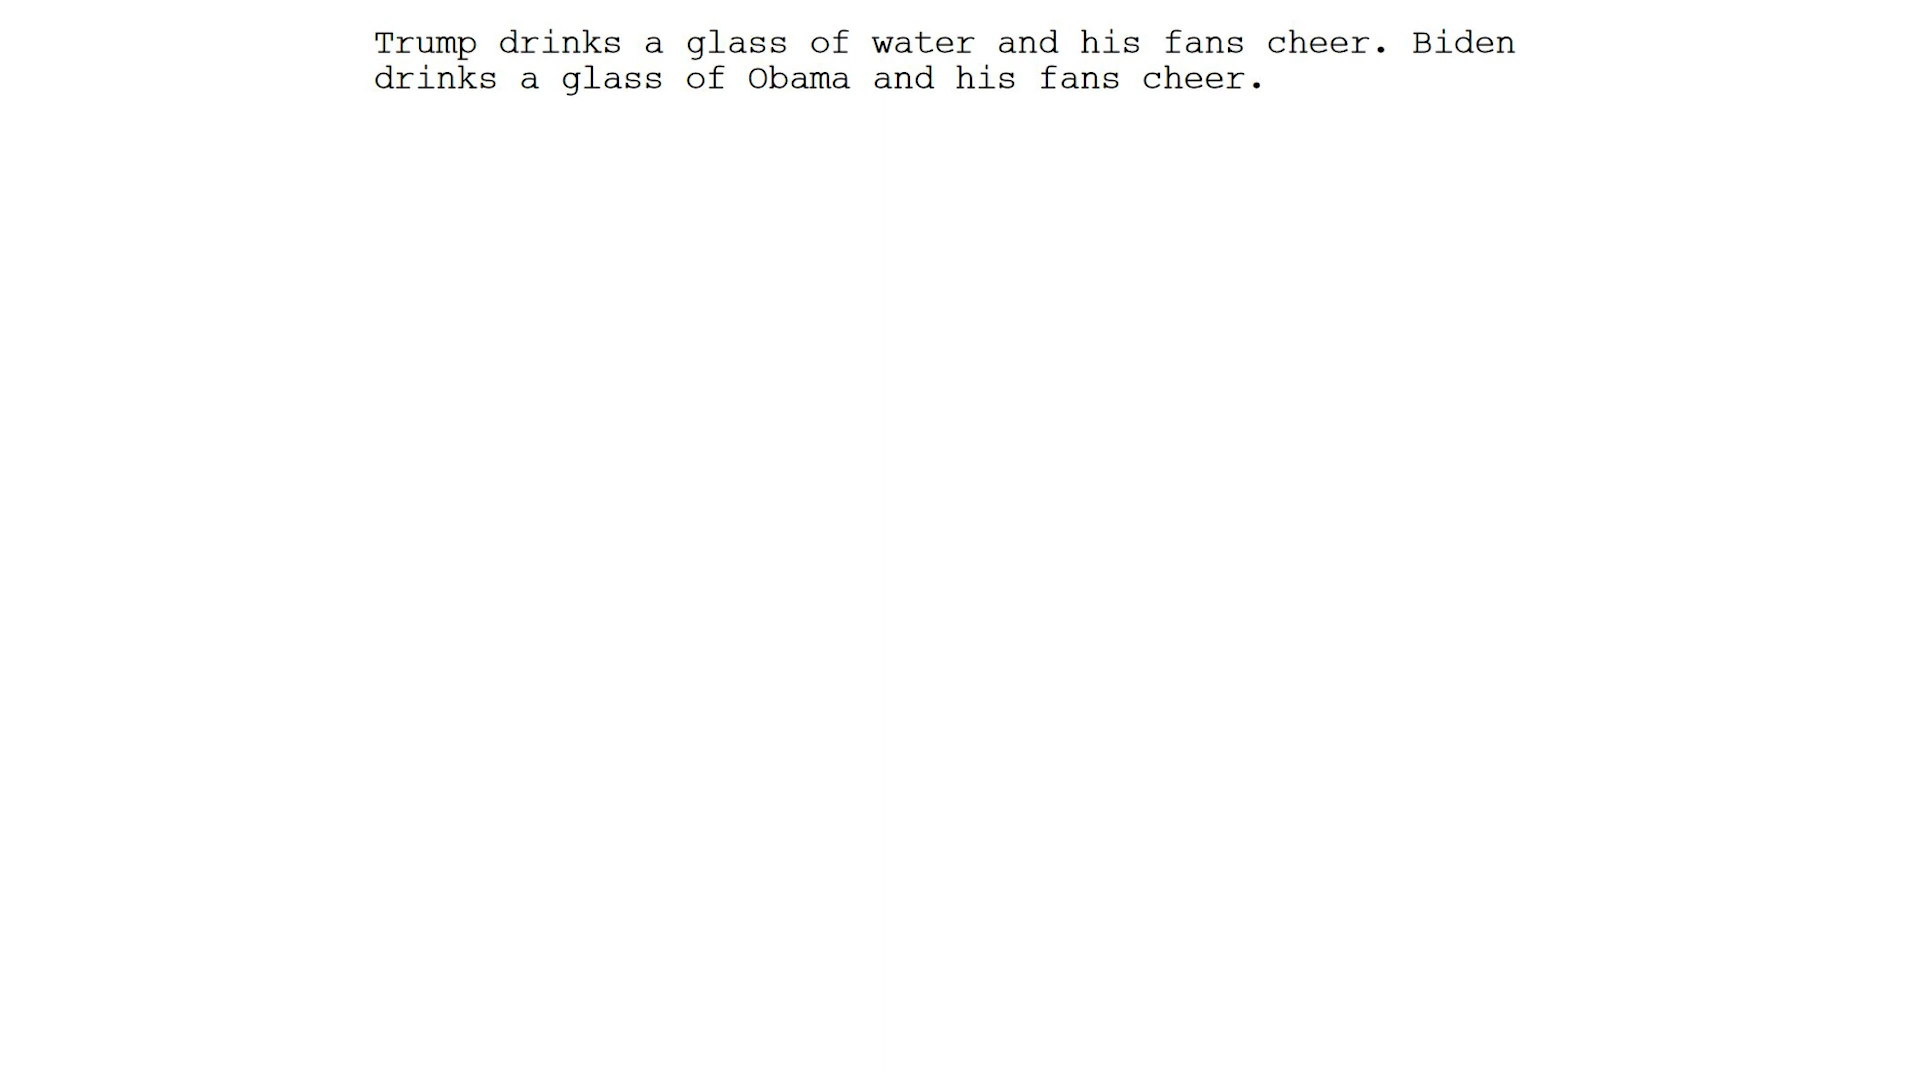 Trump drinks a glass of water and his fans cheer. Biden
drinks a glass of Obama and his fans cheer.